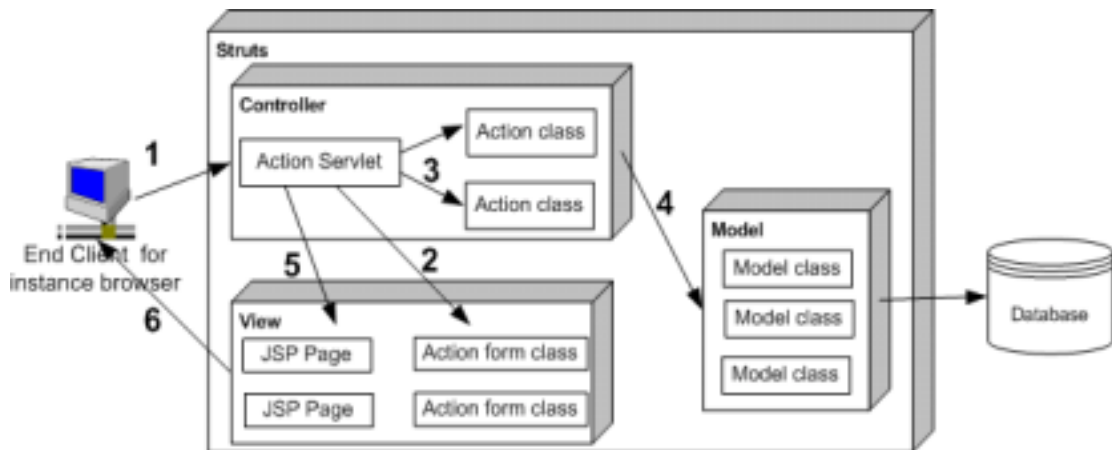 Struts
Controller
Action Servlet
Action class
Action class
1
3
4
End Client for
instance browser
5
2
6
View
JSP Page
Action form class
JSP Page
Action form class
Model
Model class
Model class
Model class
Database